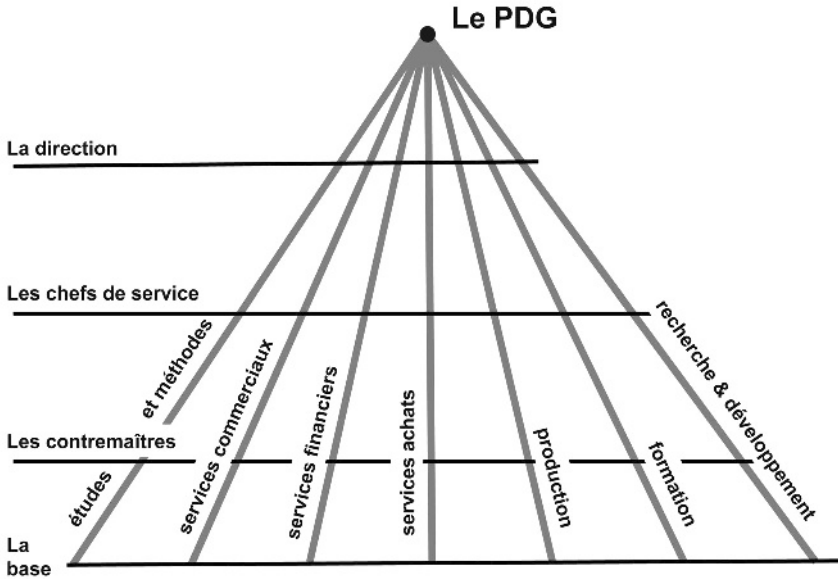 Le PDG
La direction
Les chefs de service
Les contremaîtres
La
base
études et méthodes
services commerciaux
services financiers
services achats
production
formation
recherche & développement